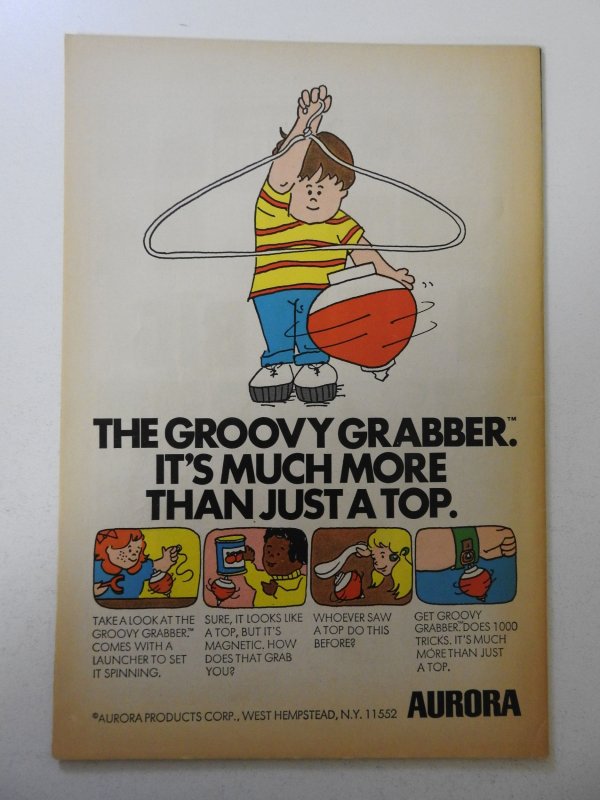 THE GROOVY GRABBER.™
IT'S MUCH MORE
THAN JUST A TOP.
TAKE A LOOK AT THE
GROOVY GRABBER.™
COMES WITH A
LAUNCHER TO SET
IT SPINNING.
SURE, IT LOOKS LIKE
A TOP, BUT IT'S
MAGNETIC. HOW
DOES THAT GRAB
YOU?
WHOEVER SAW
A TOP DO THIS
BEFORE?
GET GROOVY
GRABBER. DOES 1000
TRICKS. IT'S MUCH
MORE THAN JUST
A TOP.
©AURORA PRODUCTS CORP., WEST HEMPSTEAD, N.Y. 11552
AURORA